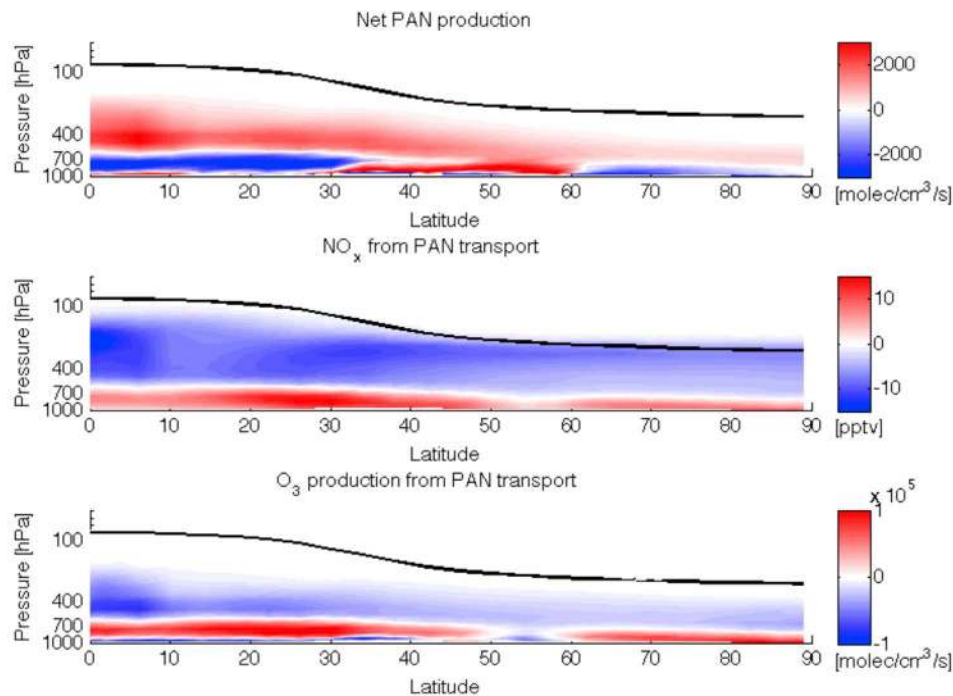 Net PAN production
Pressure [hPa]
100
400
700
1000
0 10 20 30 40 50 60 70 80 90
Latitude
2000
0
-2000
[molec/cm³/s]
NOₓ from PAN transport
Pressure [hPa]
100
400
700
1000
0 10 20 30 40 50 60 70 80 90
Latitude
10
0
-10
[pptv]
O₃ production from PAN transport
Pressure [hPa]
100
400
700
1000
0 10 20 30 40 50 60 70 80 90
Latitude
x 10⁵
1
0
-1
[molec/cm³/s]